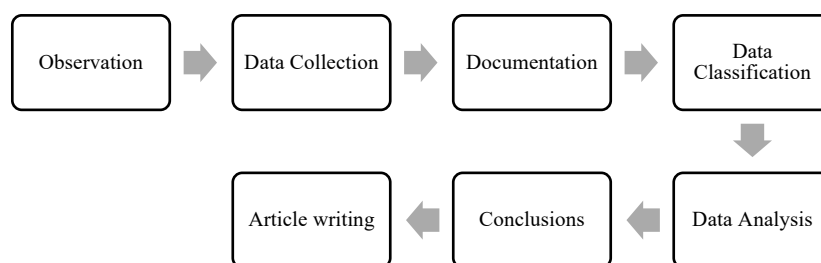 Observation
Data Collection
Documentation
Data
Classification
Data Analysis
Conclusions
Article writing